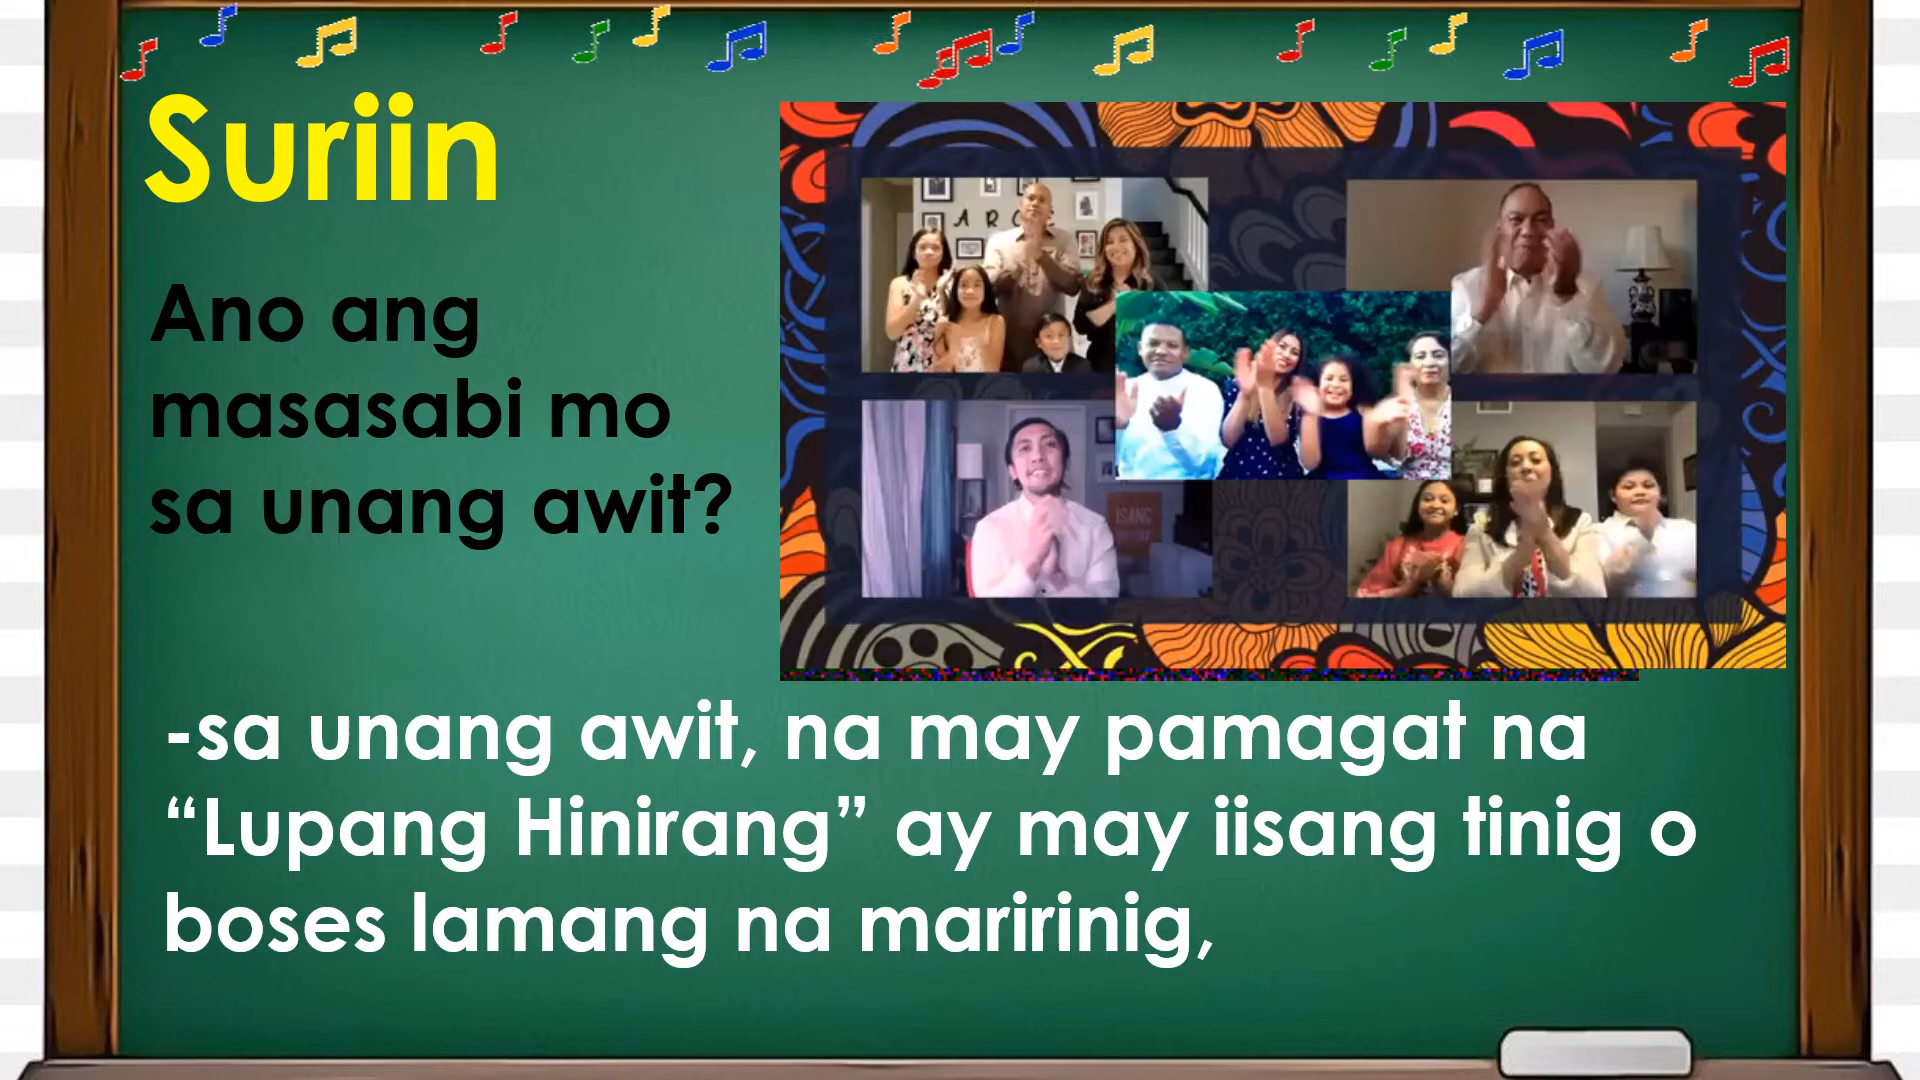 Suriin
Ano ang
masasabi mo
sa unang awit?
-sa unang awit, na may pamagat na
“Lupang Hinirang” ay may iisang tinig o
boses lamang na maririnig,